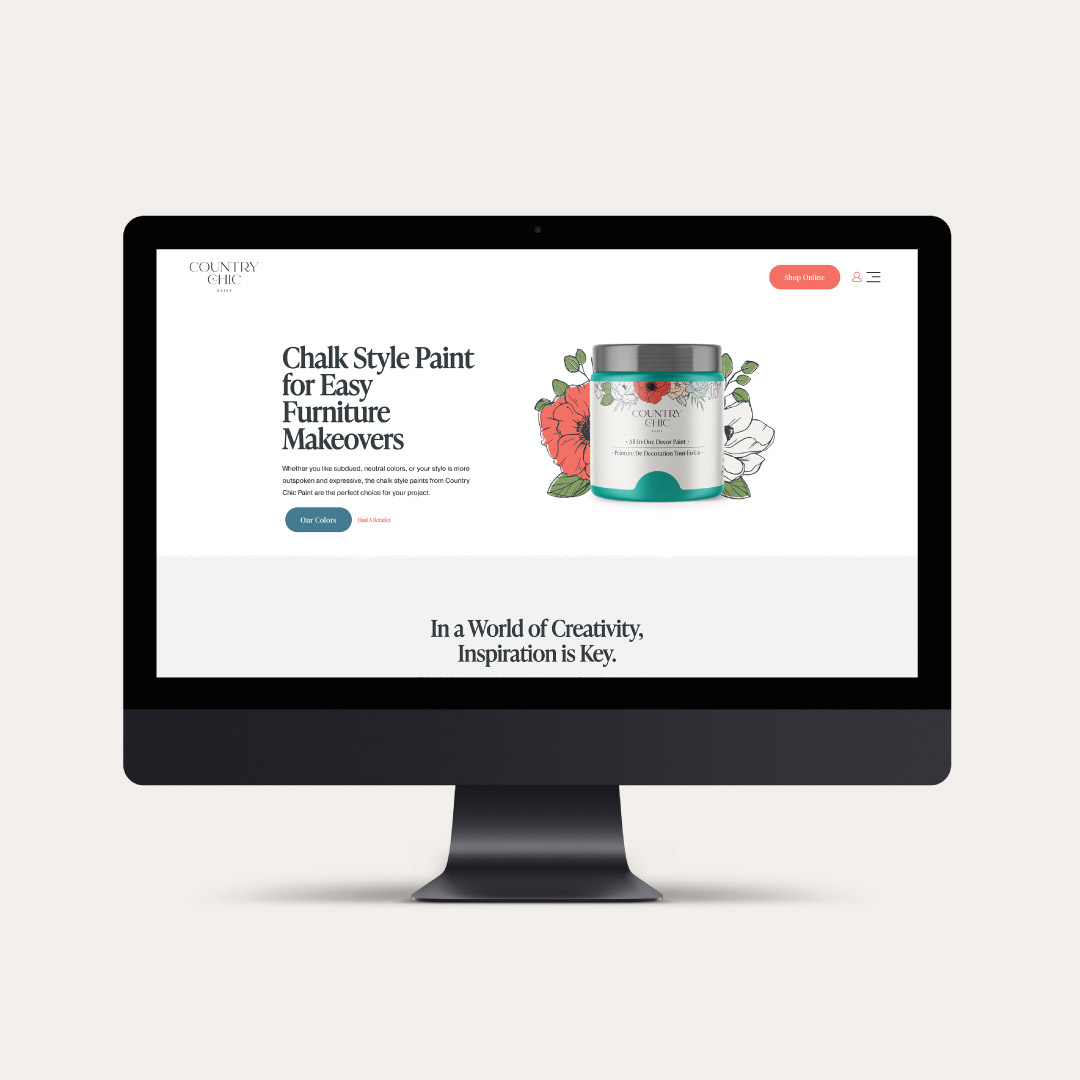 COUNTRY
CHIC
PAINT
Shop Online
Chalk Style Paint
for Easy
Furniture
Makeovers
Whether you like subdued, neutral colors, or your style is more
outspoken and expressive, the chalk style paints from Country
Chic Paint are the perfect choice for your project.
Our Colors
Find A Retailer
COUNTRY
CHIC
PAINT
· All-In-One Decor Paint ·
· Peinture De Decoration Tout-En-Un ·
In a World of Creativity,
Inspiration is Key.